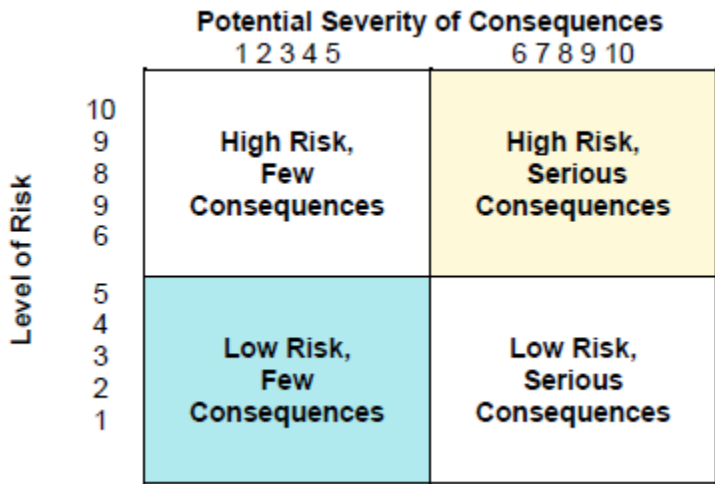 Potential Severity of Consequences
1 2 3 4 5
6 7 8 9 10
Level of Risk
10
9
8
9
6
High Risk,
Few
Consequences
High Risk,
Serious
Consequences
5
4
3
2
1
Low Risk,
Few
Consequences
Low Risk,
Serious
Consequences